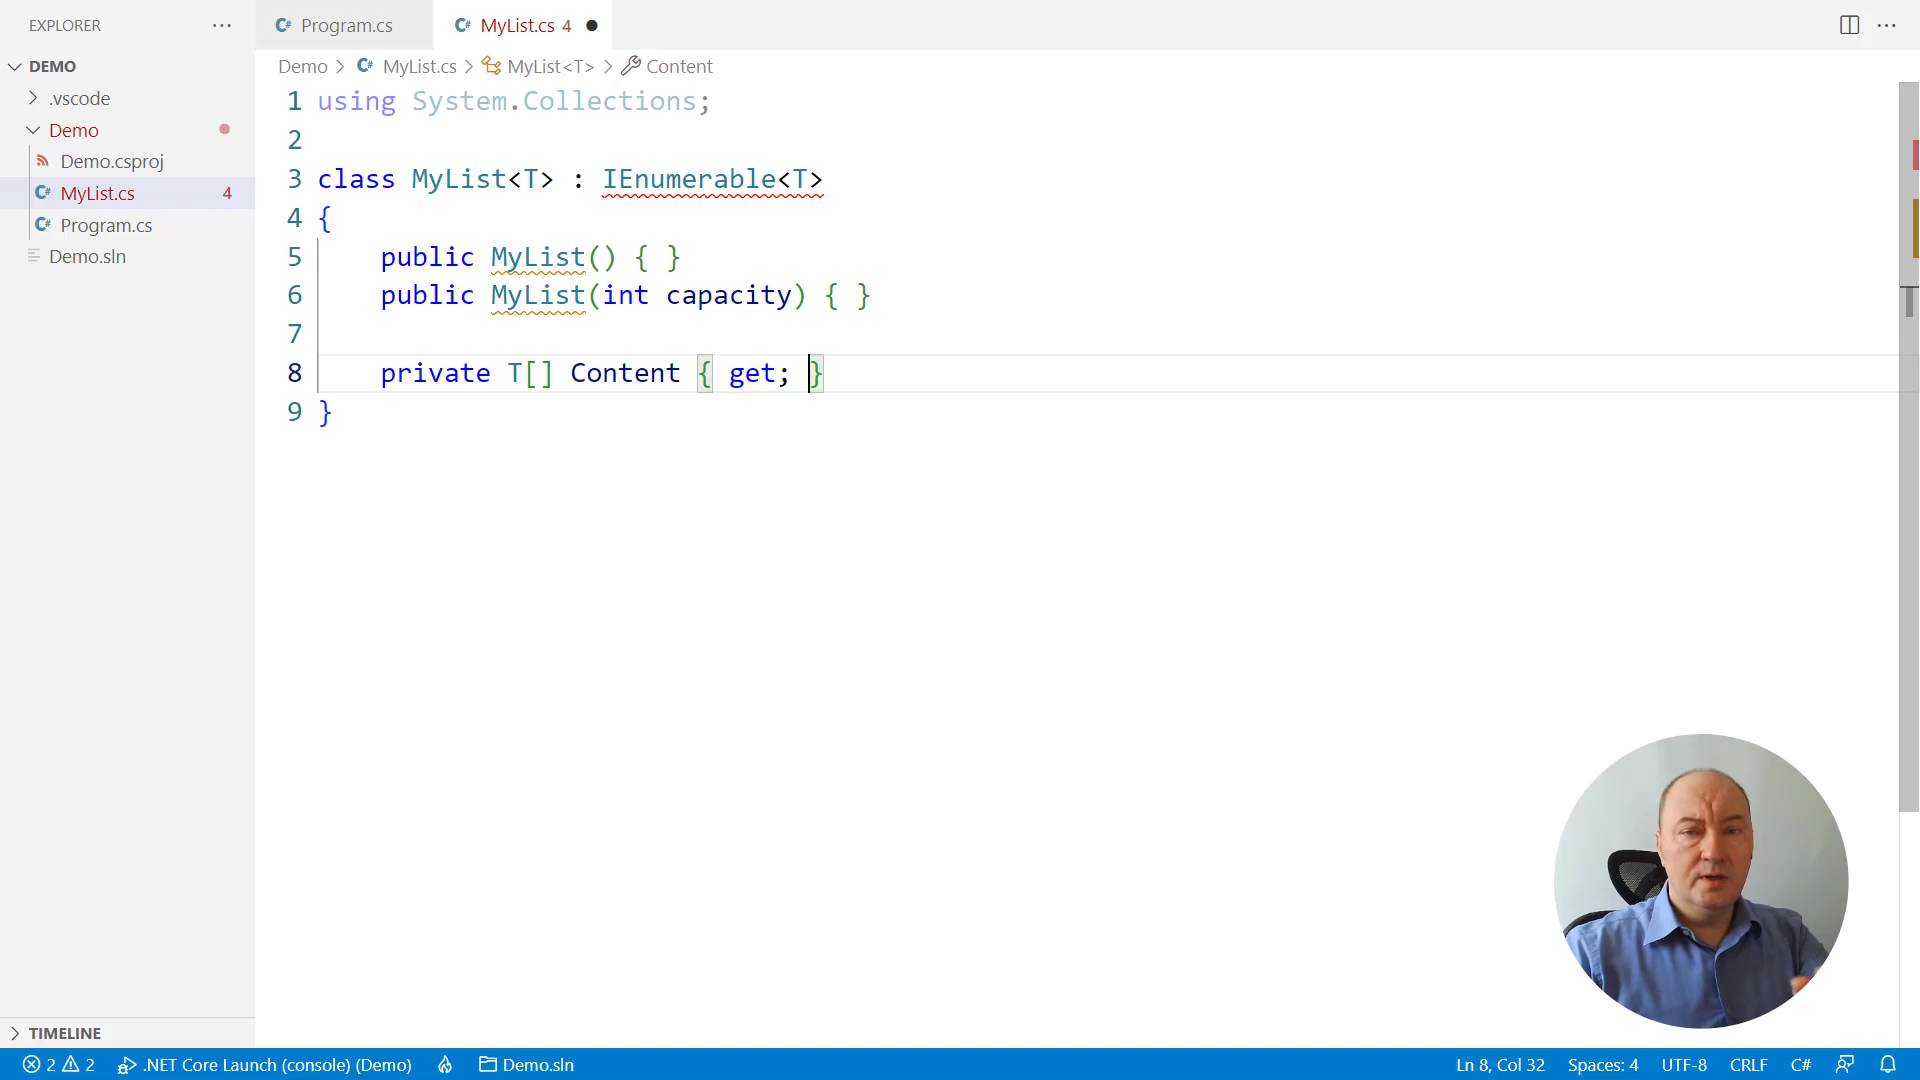 EXPLORER
Program.cs
MyList.cs 4
DEMO
Demo > MyList.cs > MyList<T> > Content
.vscode
Demo
Demo.csproj
MyList.cs 4
Program.cs
Demo.sln
1 using System.Collections;
2
3 class MyList<T> : IEnumerable<T>
4 {
5 public MyList() { }
6 public MyList(int capacity) { }
7
8 private T[] Content { get; }
9 }
TIMELINE
2 2 .NET Core Launch (console) (Demo) Demo.sln Ln 8, Col 32 Spaces: 4 UTF-8 CRLF C#